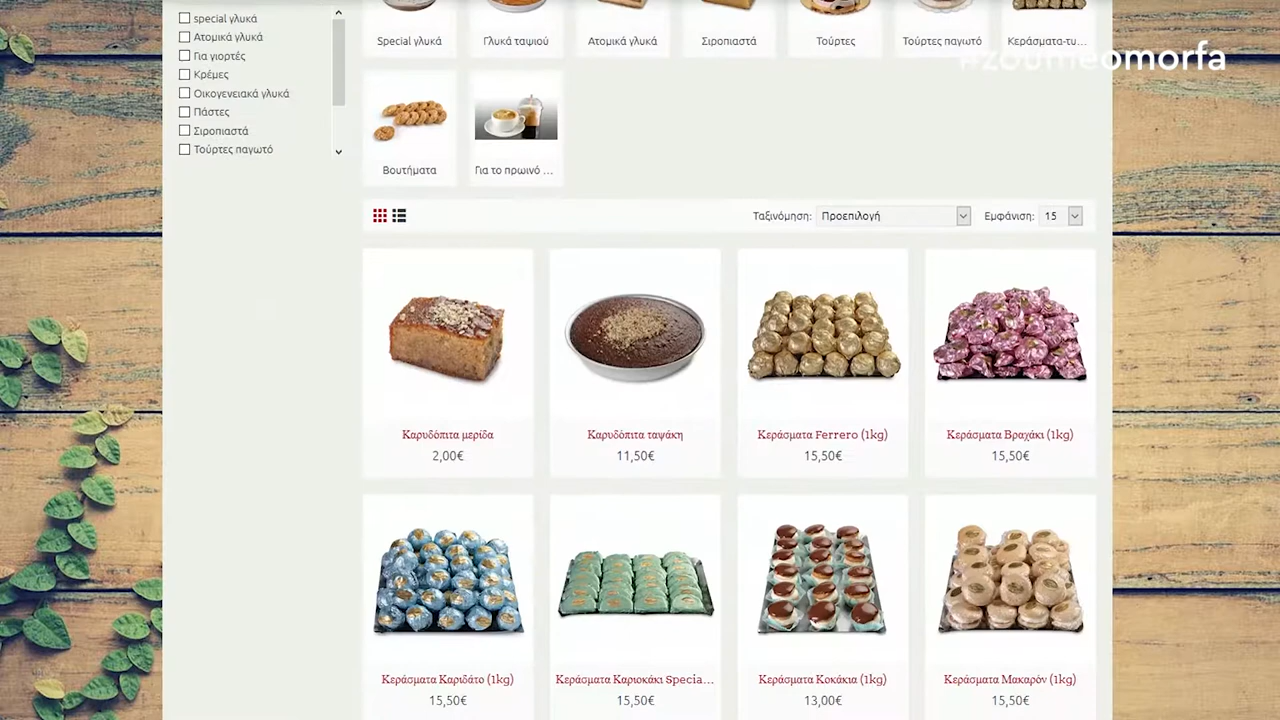 special γλυκά
Ατομικά γλυκά
Για γιορτές
Κρέμες
Οικογενειακά γλυκά
Πάστες
Σιροπιαστά
Τούρτες παγωτό
Special γλυκά
Γλυκά ταψιού
Ατομικά γλυκά
Σιροπιαστά
Τούρτες
Τούρτες παγωτό
Κεράσματα-τυ...
#zoumeomorfa
Βουτήματα
Για το πρωινό ...
Ταξινόμηση: Προεπιλογή Εμφάνιση: 15
Καρυδόπιτα μερίδα
2,00€
Καρυδόπιτα ταψάκη
11,50€
Κεράσματα Ferrero (1kg)
15,50€
Κεράσματα Βραχάκι (1kg)
15,50€
Κεράσματα Καριδάτο (1kg)
15,50€
Κεράσματα Καριοκάκι Specia...
15,50€
Κεράσματα Κοκάκια (1kg)
13,00€
Κεράσματα Μακαρόν (1kg)
15,50€